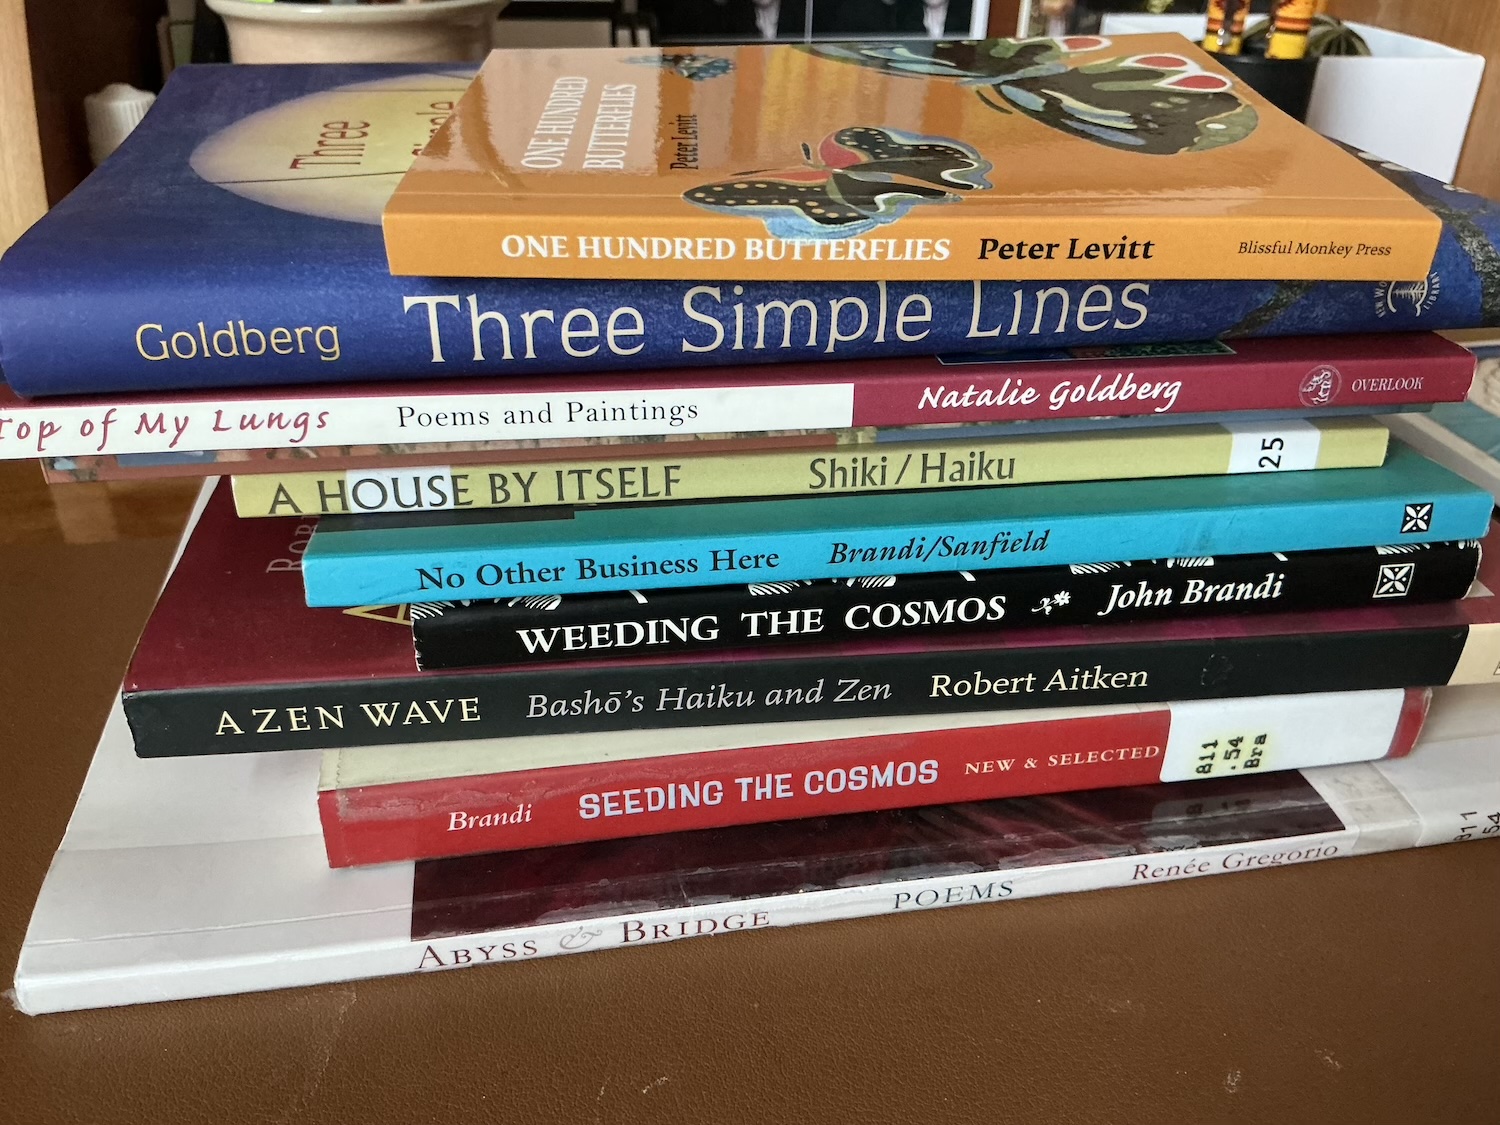 Three
ONE HUNDRED
BUTTERFLIES
Peter Levitt
ONE HUNDRED BUTTERFLIES Peter Levitt Blissful Monkey Press
Goldberg Three Simple Lines
Top of My Lungs Poems and Paintings Natalie Goldberg OVERLOOK
A HOUSE BY ITSELF Shiki / Haiku 25
No Other Business Here Brandi/Sanfield
WEEDING THE COSMOS John Brandi
A ZEN WAVE Bashō's Haiku and Zen Robert Aitken
Brandi SEEDING THE COSMOS NEW & SELECTED 811
.54
Bra
ABYSS & BRIDGE POEMS Renée Gregorio 811
54